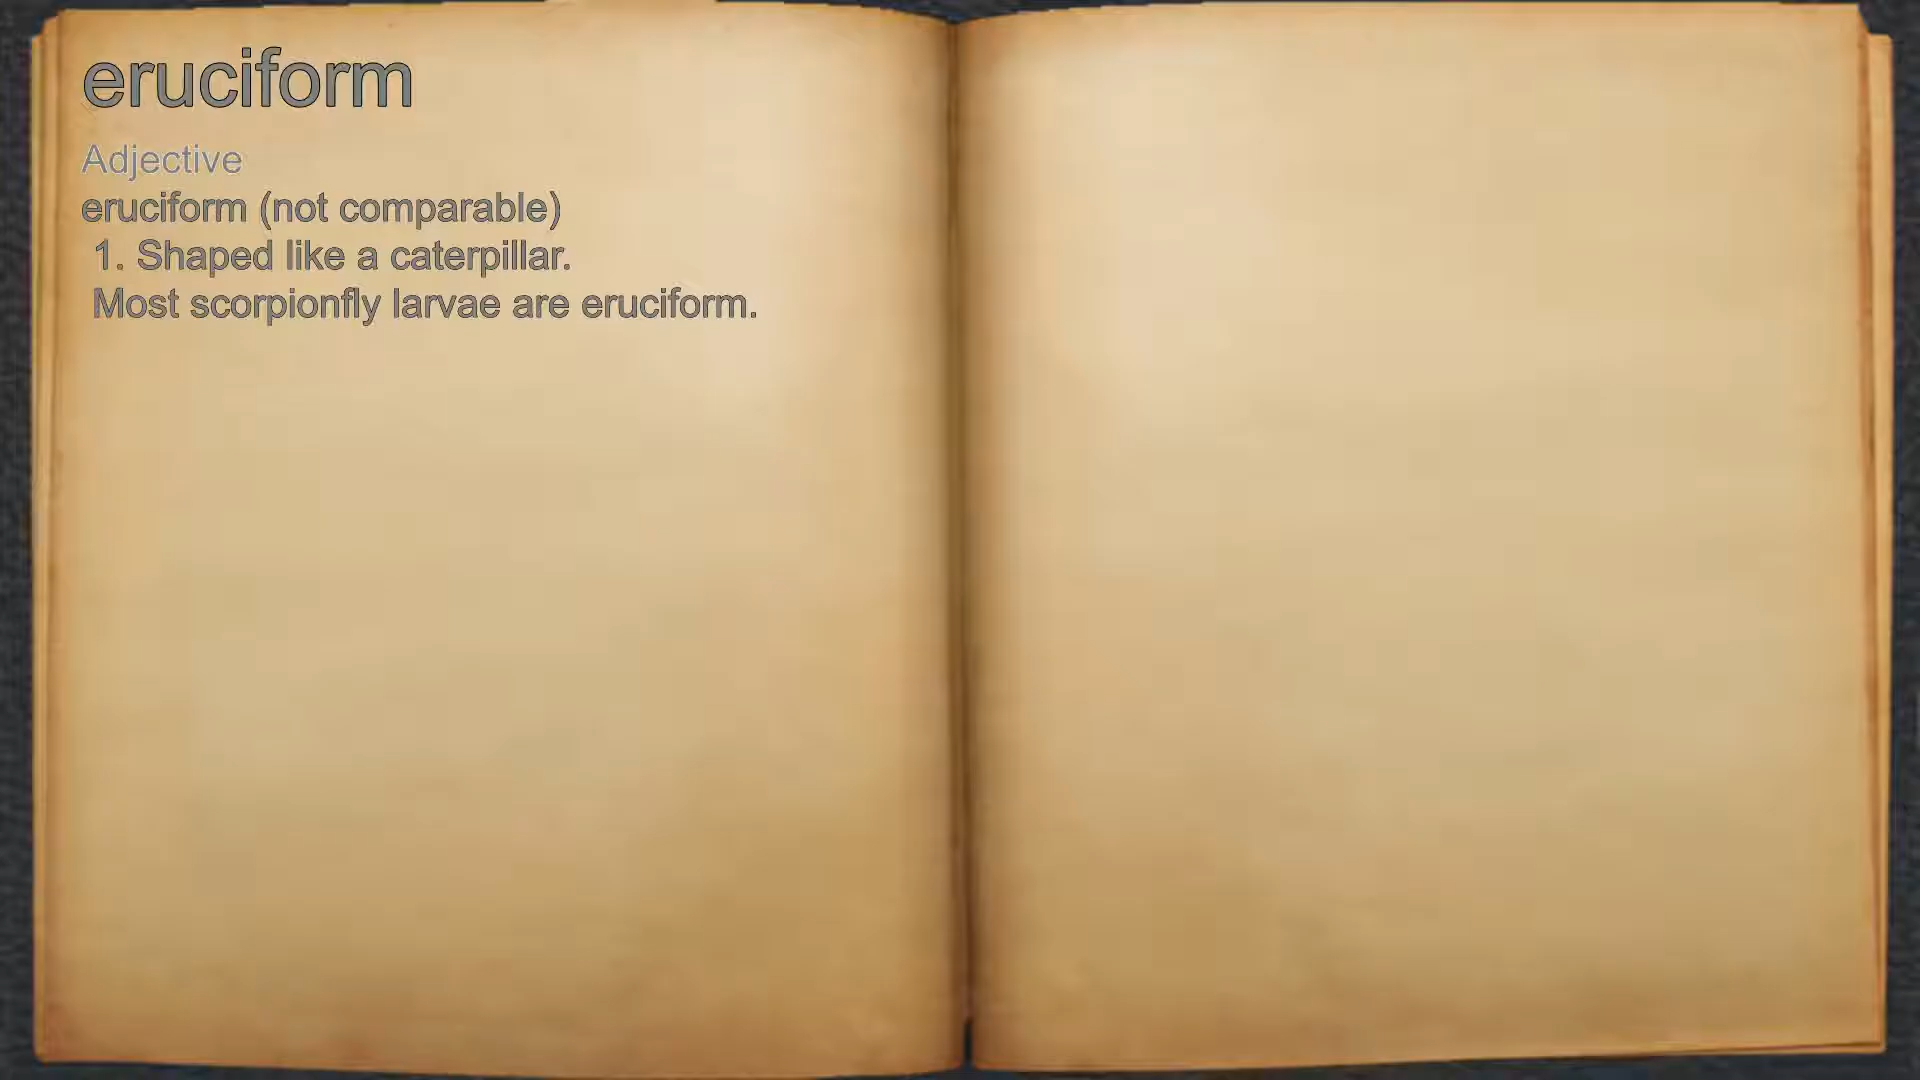 eruciform
Adjective
eruciform (not comparable)
1. Shaped like a caterpillar.
Most scorpionfly larvae are eruciform.